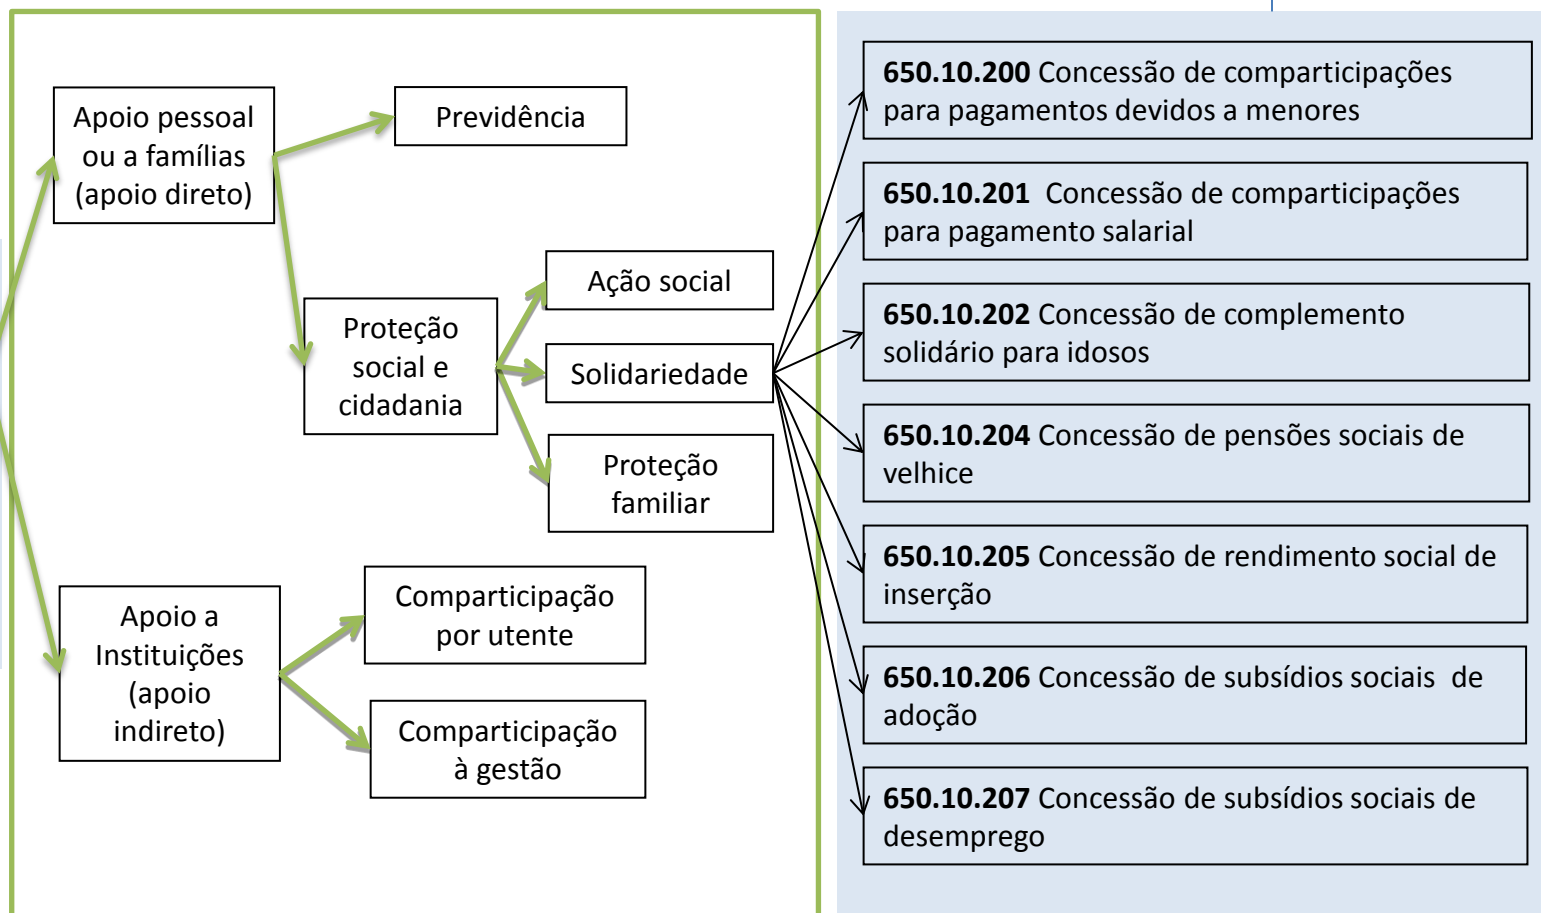 Apoio pessoal
ou a famílias
(apoio direto)
Previdência
Proteção
social e
cidadania
Ação social
Solidariedade
Proteção
familiar
Apoio a
Instituições
(apoio
indireto)
Comparticipação
por utente
Comparticipação
à gestão
650.10.200 Concessão de comparticipações
para pagamentos devidos a menores
650.10.201 Concessão de comparticipações
para pagamento salarial
650.10.202 Concessão de complemento
solidário para idosos
650.10.204 Concessão de pensões sociais de
velhice
650.10.205 Concessão de rendimento social de
inserção
650.10.206 Concessão de subsídios sociais de
adoção
650.10.207 Concessão de subsídios sociais de
desemprego